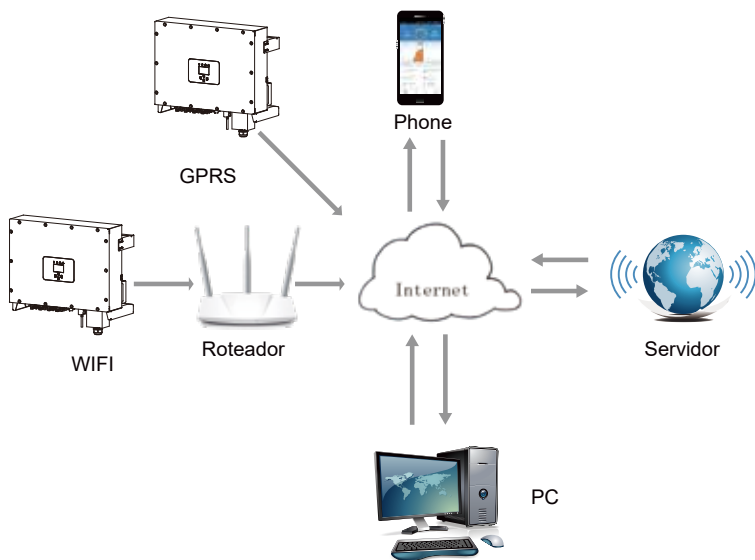 Phone
GPRS
Internet
WIFI
Roteador
Servidor
PC